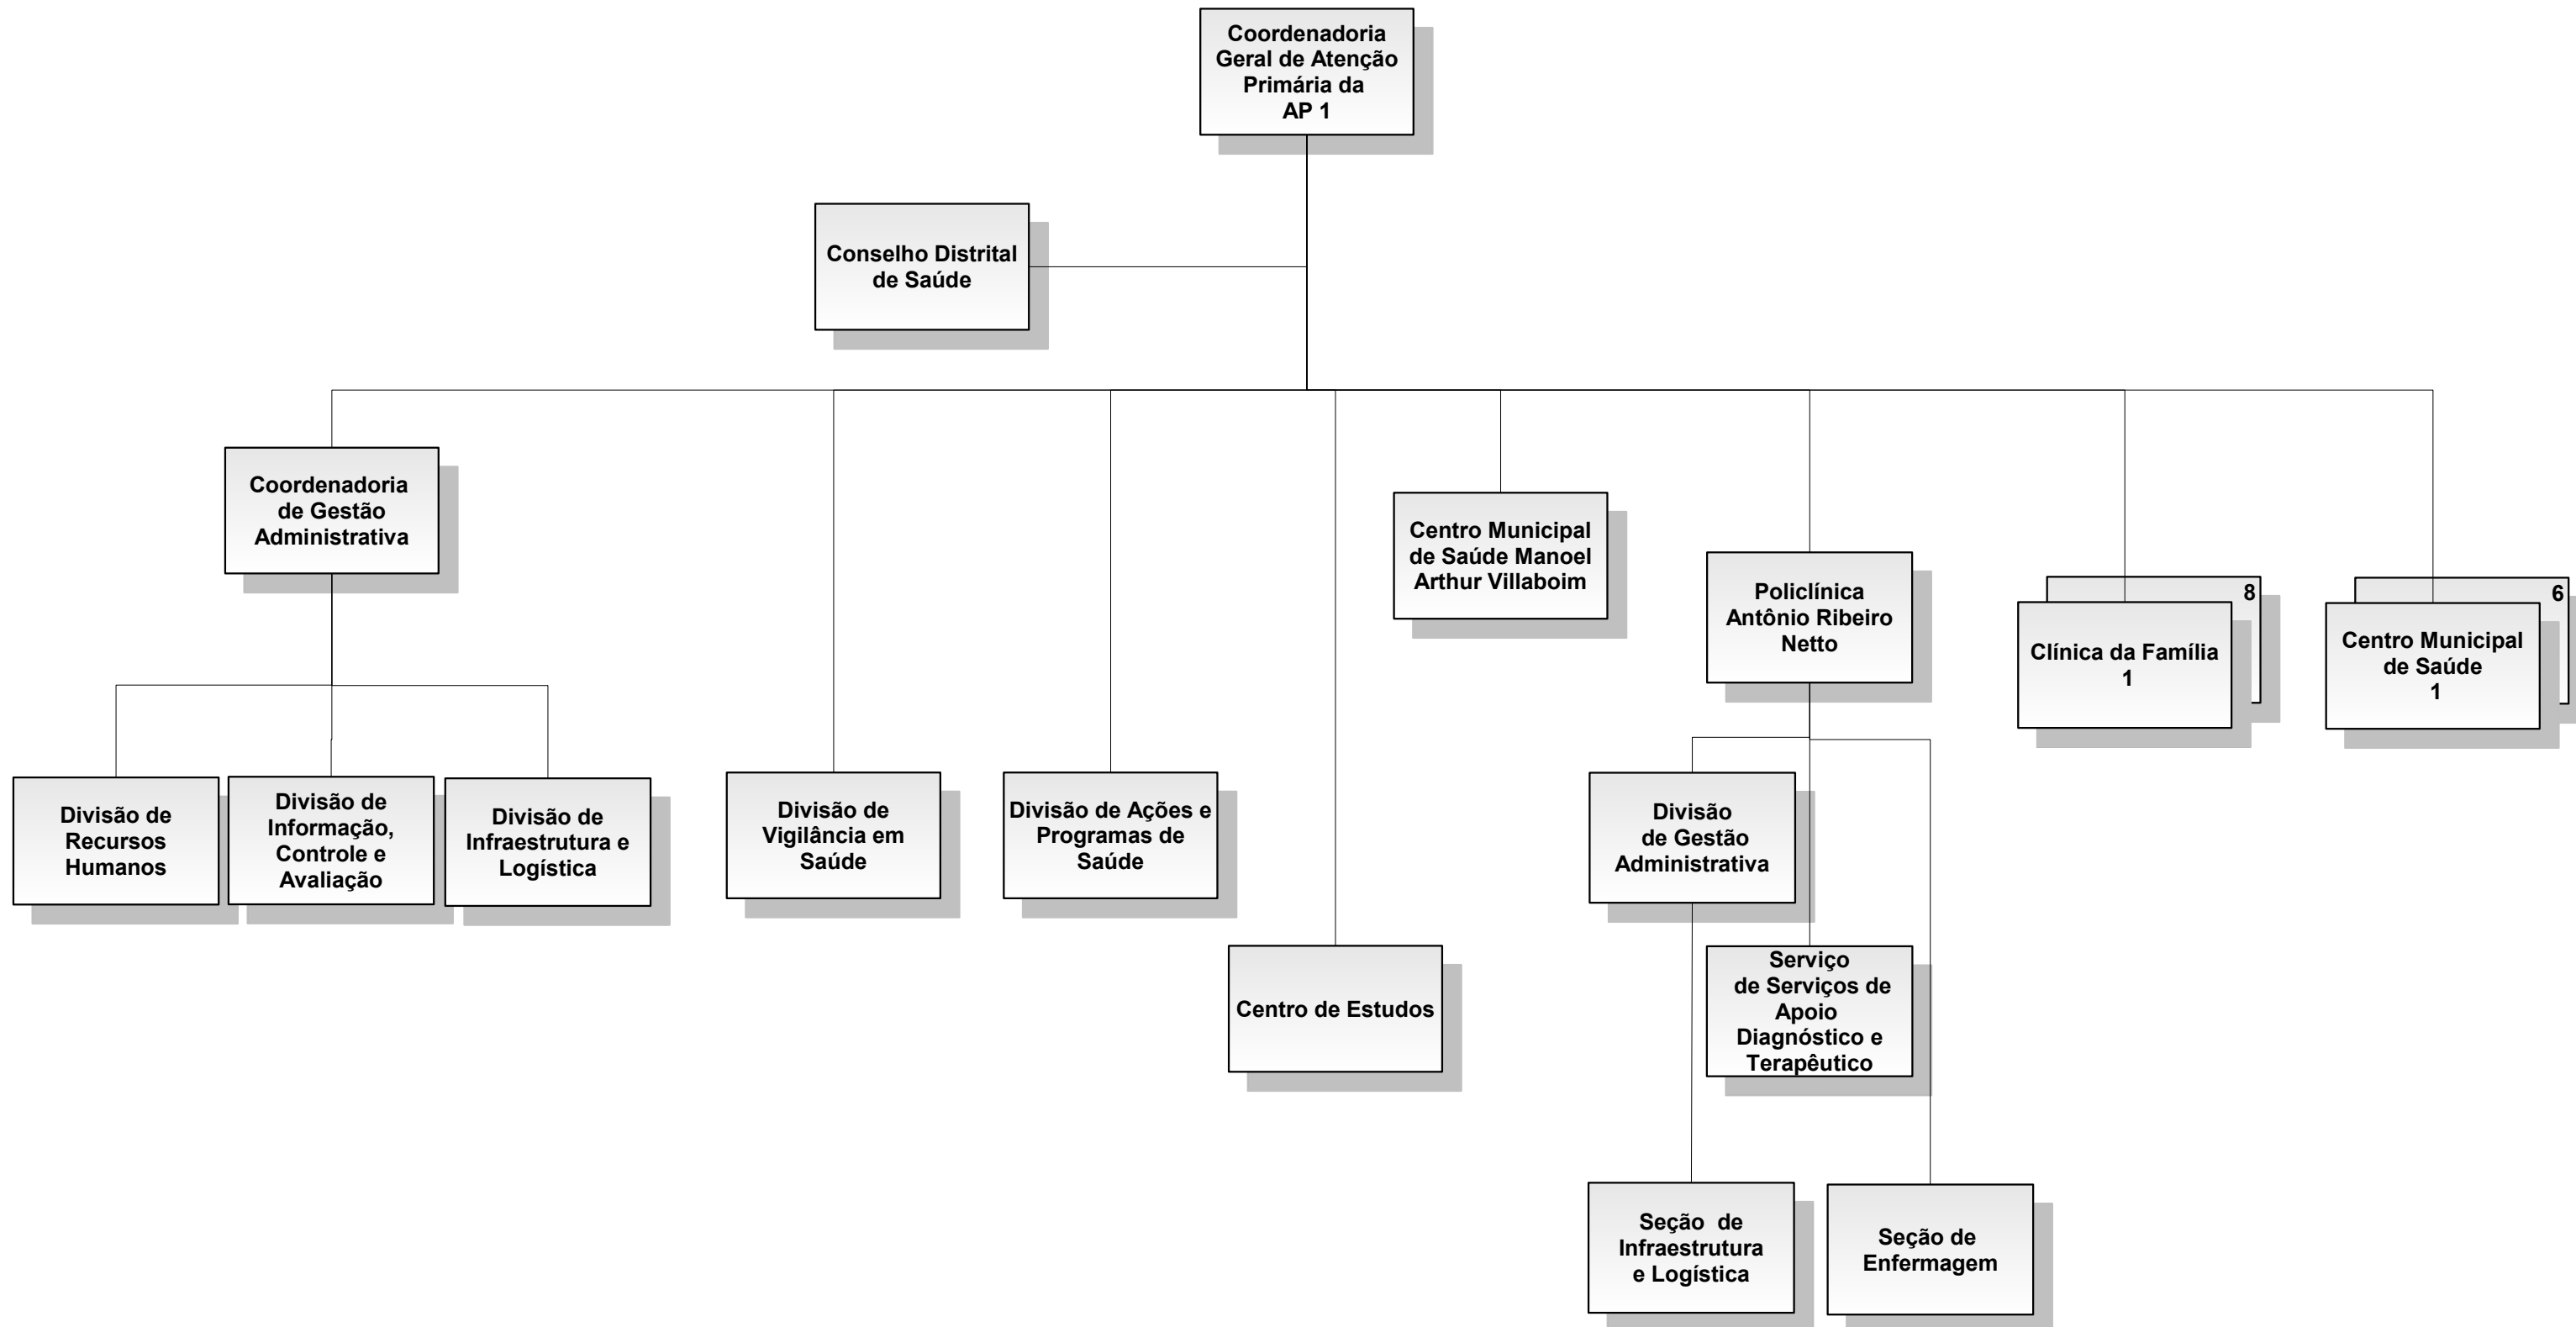 Coordenadoria
Geral de Atenção
Primária da
AP 1
Conselho Distrital
de Saúde
Coordenadoria
de Gestão
Administrativa
Centro Municipal
de Saúde Manoel
Arthur Villaboim
Policlínica
Antônio Ribeiro
Netto
8
Clínica da Família
1
6
Centro Municipal
de Saúde
1
Divisão de
Recursos
Humanos
Divisão de
Informação,
Controle e
Avaliação
Divisão de
Infraestrutura e
Logística
Divisão de
Vigilância em
Saúde
Divisão de Ações e
Programas de
Saúde
Divisão
de Gestão
Administrativa
Centro de Estudos
Serviço
de Serviços de
Apoio
Diagnóstico e
Terapêutico
Seção de
Infraestrutura
e Logística
Seção de
Enfermagem